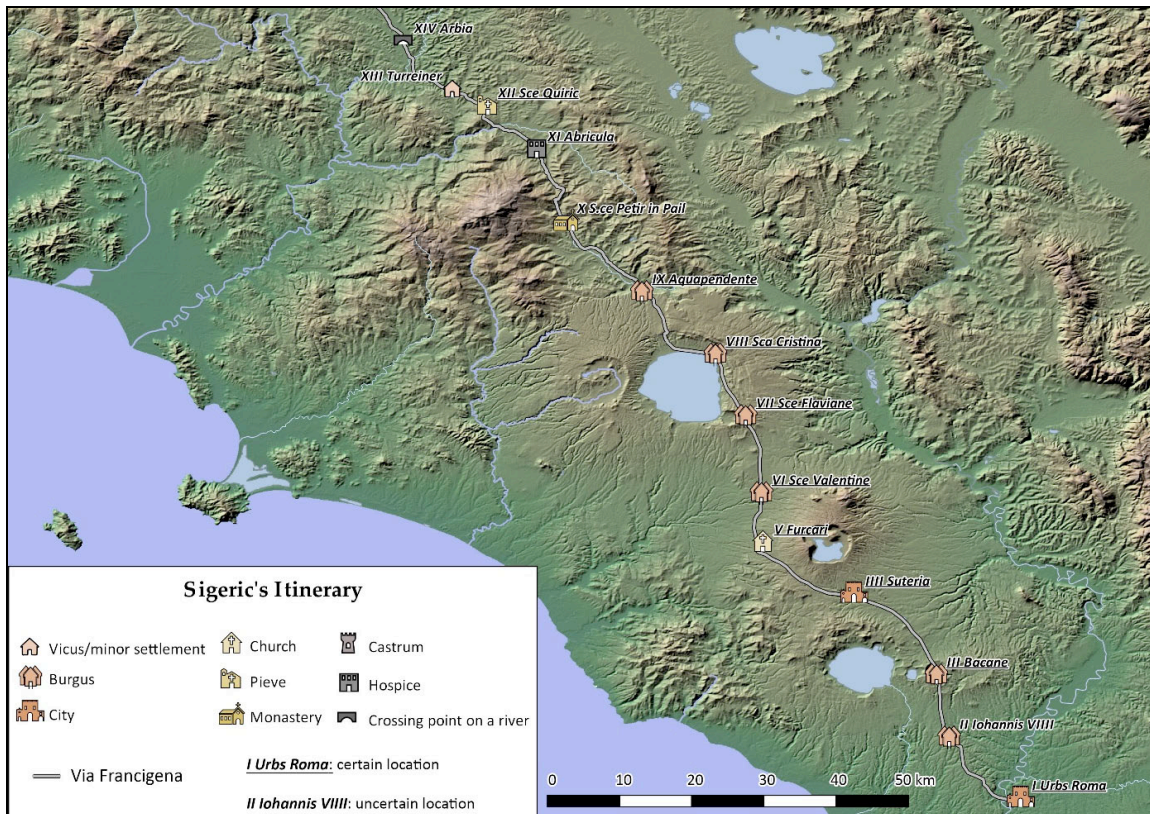 XIV Arbia
XIII Turreiner
XII Sce Quiric
XI Abricula
X S.ce Petir in Pail
IX Aquapendente
VIII Sca Cristina
VII Sce Flaviane
VI Sce Valentine
V Furcari
IIII Suteria
III Bacane
II Iohannis VIIII
I Urbs Roma
Sigeric's Itinerary
Vicus/minor settlement
Burgus
City
Church
Pieve
Monastery
Castrum
Hospice
Crossing point on a river
Via Francigena
I Urbs Roma: certain location
II Iohannis VIIII: uncertain location
0 10 20 30 40 50 km